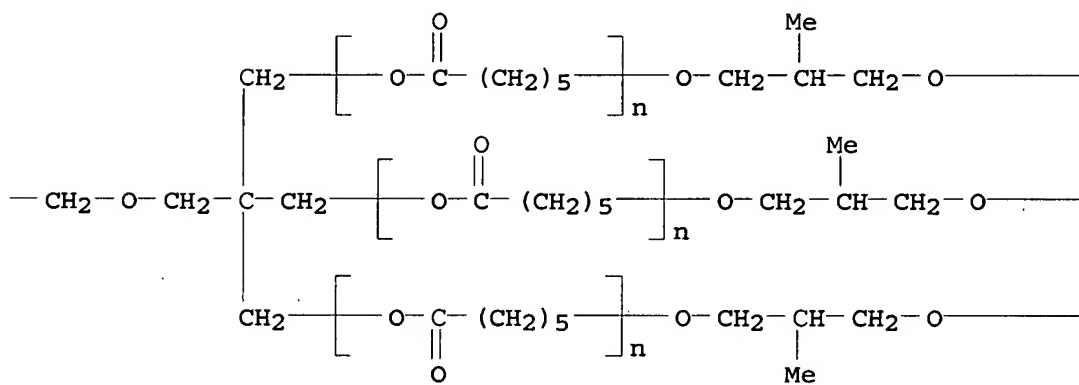 O Me
CH2 O—C—(CH2)5 n O—CH2—CH—CH2—O
O Me
—CH2—O—CH2—C—CH2 O—C—(CH2)5 n O—CH2—CH—CH2—O
CH2 O—C—(CH2)5 n O—CH2—CH—CH2—O
O Me